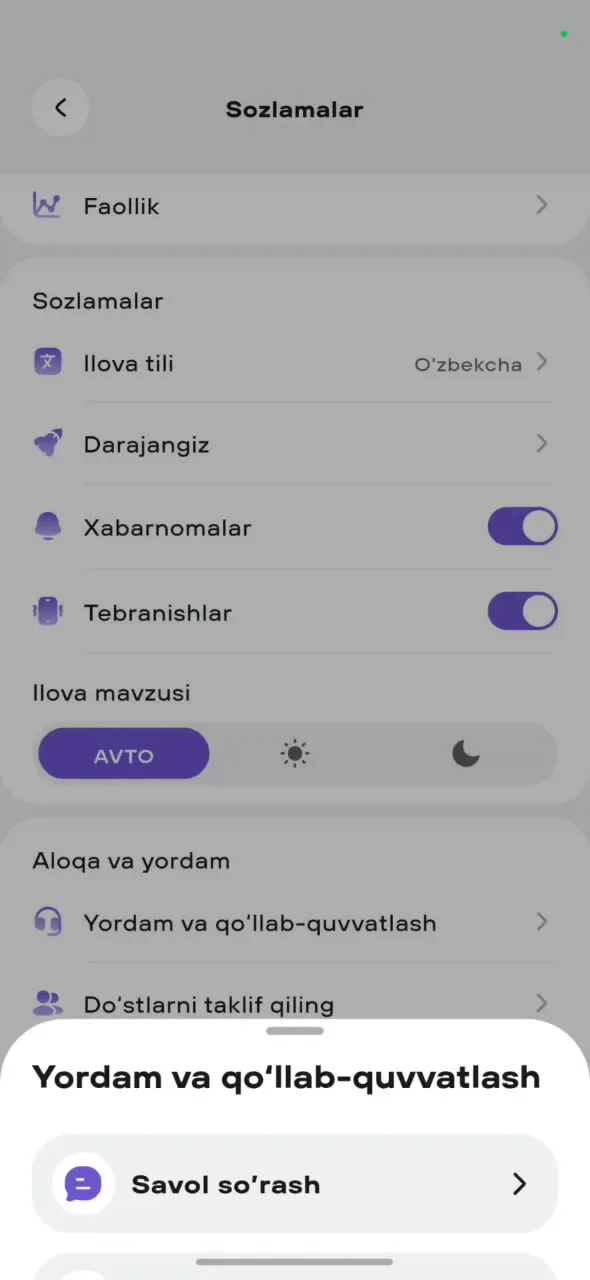 Sozlamalar
Faollik
Sozlamalar
Ilova tili
O'zbekcha
Darajangiz
Xabarnomalar
Tebranishlar
Ilova mavzusi
AVTO
Aloqa va yordam
Yordam va qo‘llab-quvvatlash
Do‘stlarni taklif qiling
Yordam va qo‘llab-quvvatlash
Savol so‘rash